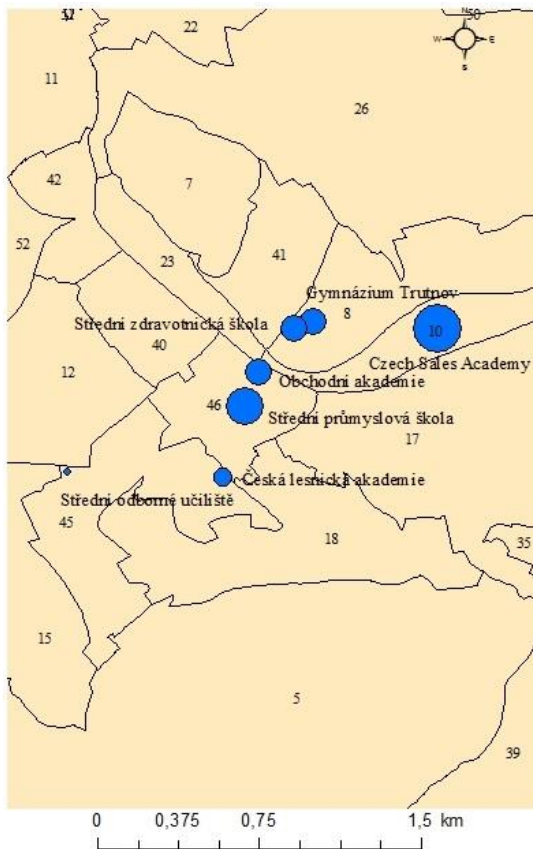 22
N
W E
S
50
11
26
42
7
52
23
41
Gymnázium Trutnov
8
Střední zdravotnická škola
10
40
Czech Sales Academy
12
Obchodní akademie
46
Střední průmyslová škola
17
Česká lesnická akademie
Střední odborné učiliště
45
18
35
15
5
39
0 0,375 0,75 1,5 km